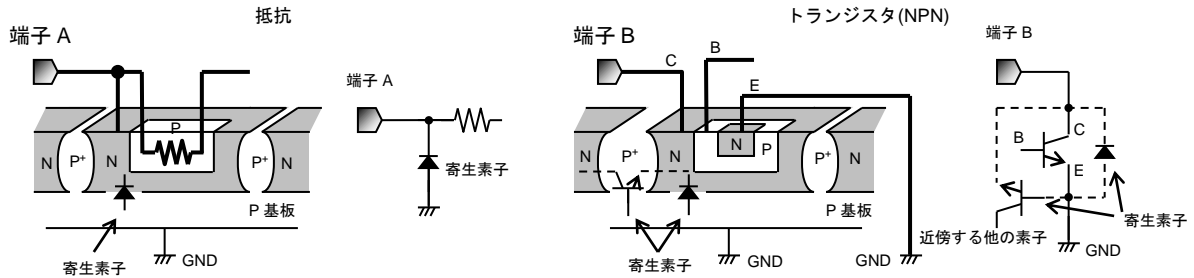 抵抗
端子 A
P
N
P+
N
P+
N
P 基板
寄生素子
GND
端子 A
寄生素子
トランジスタ(NPN)
端子 B
C
B
E
N
P+
N
N
P
P+
N
P 基板
寄生素子
GND
GND
端子 B
B
C
E
寄生素子
近傍する他の素子
GND